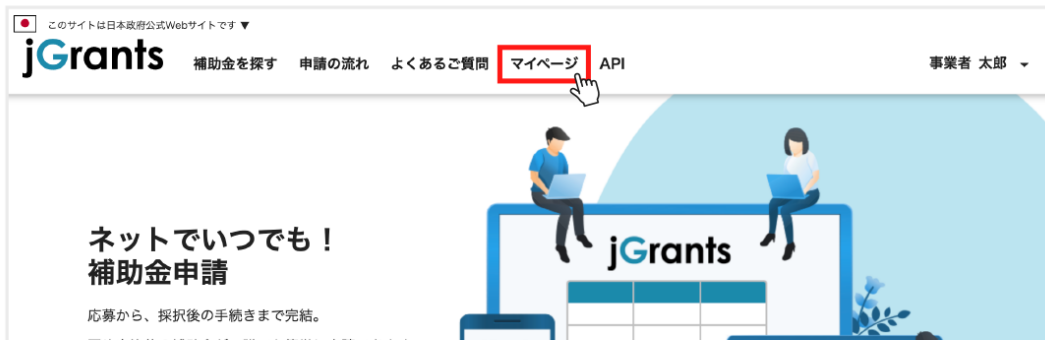 このサイトは日本政府公式Webサイトです ▼
jGrants 補助金を探す 申請の流れ よくあるご質問 マイページ API 事業者 太郎
jGrants
ネットでいつでも！
補助金申請
応募から、採択後の手続きまで完結。